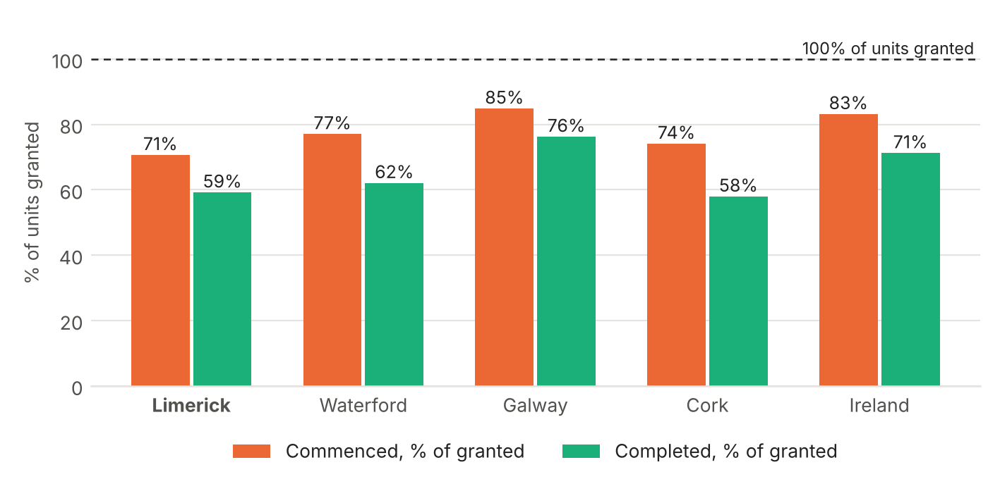 100% of units granted
% of units granted
100
80
60
40
20
0
71%
59%
77%
62%
85%
76%
74%
58%
83%
71%
Limerick
Waterford
Galway
Cork
Ireland
Commenced, % of granted
Completed, % of granted